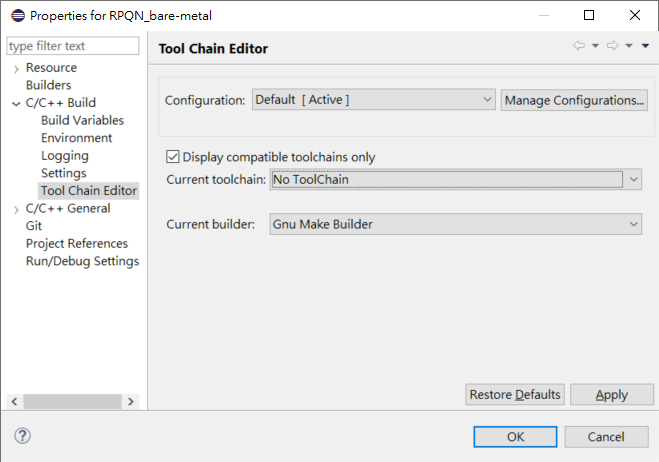 Properties for RPQN_bare-metal
type filter text
Resource
Builders
C/C++ Build
Build Variables
Environment
Logging
Settings
Tool Chain Editor
C/C++ General
Git
Project References
Run/Debug Settings
Tool Chain Editor
Configuration: Default [ Active ] Manage Configurations...
Display compatible toolchains only
Current toolchain: No ToolChain
Current builder: Gnu Make Builder
Restore Defaults Apply
? OK Cancel